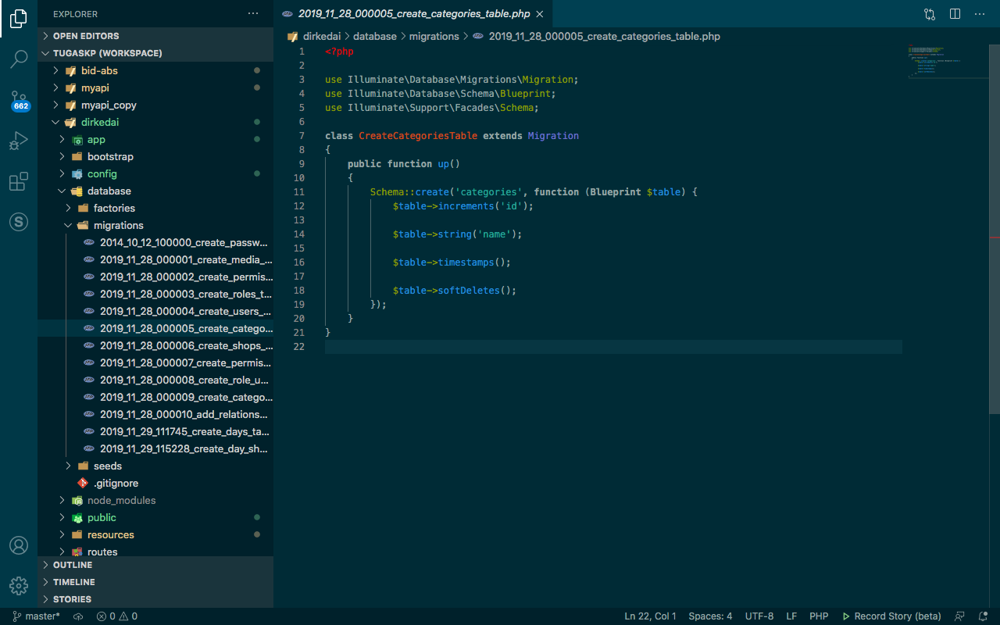 EXPLORER
OPEN EDITORS
TUGASKP (WORKSPACE)
bid-abs
myapi
myapi_copy
dirkedai
app
bootstrap
config
database
factories
migrations
2014_10_12_100000_create_passw...
2019_11_28_000001_create_media_...
2019_11_28_000002_create_permis...
2019_11_28_000003_create_roles_t...
2019_11_28_000004_create_users_...
2019_11_28_000005_create_catego...
2019_11_28_000006_create_shops_...
2019_11_28_000007_create_permis...
2019_11_28_000008_create_role_u...
2019_11_28_000009_create_catego...
2019_11_28_000010_add_relations...
2019_11_29_111745_create_days_ta...
2019_11_29_115228_create_day_sh...
seeds
.gitignore
node_modules
public
resources
routes
OUTLINE
TIMELINE
STORIES
662
2019_11_28_000005_create_categories_table.php
dirkedai > database > migrations > 2019_11_28_000005_create_categories_table.php
1 <?php
2
3 use Illuminate\Database\Migrations\Migration;
4 use Illuminate\Database\Schema\Blueprint;
5 use Illuminate\Support\Facades\Schema;
6
7 class CreateCategoriesTable extends Migration
8 {
9 public function up()
10 {
11 Schema::create('categories', function (Blueprint $table) {
12 $table->increments('id');
13
14 $table->string('name');
15
16 $table->timestamps();
17
18 $table->softDeletes();
19 });
20 }
21 }
22
master* 0 0 Ln 22, Col 1 Spaces: 4 UTF-8 LF PHP Record Story (beta)